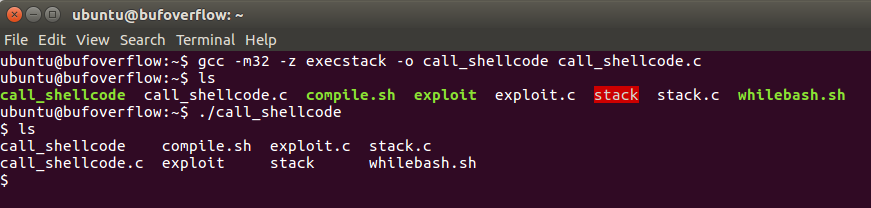 ubuntu@bufoverflow: ~
File Edit View Search Terminal Help
ubuntu@bufoverflow:~$ gcc -m32 -z execstack -o call_shellcode call_shellcode.c
ubuntu@bufoverflow:~$ ls
call_shellcode  call_shellcode.c  compile.sh  exploit  exploit.c  stack  stack.c  whilebash.sh
ubuntu@bufoverflow:~$ ./call_shellcode
$ ls
call_shellcode    compile.sh  exploit.c  stack.c
call_shellcode.c  exploit     stack      whilebash.sh
$